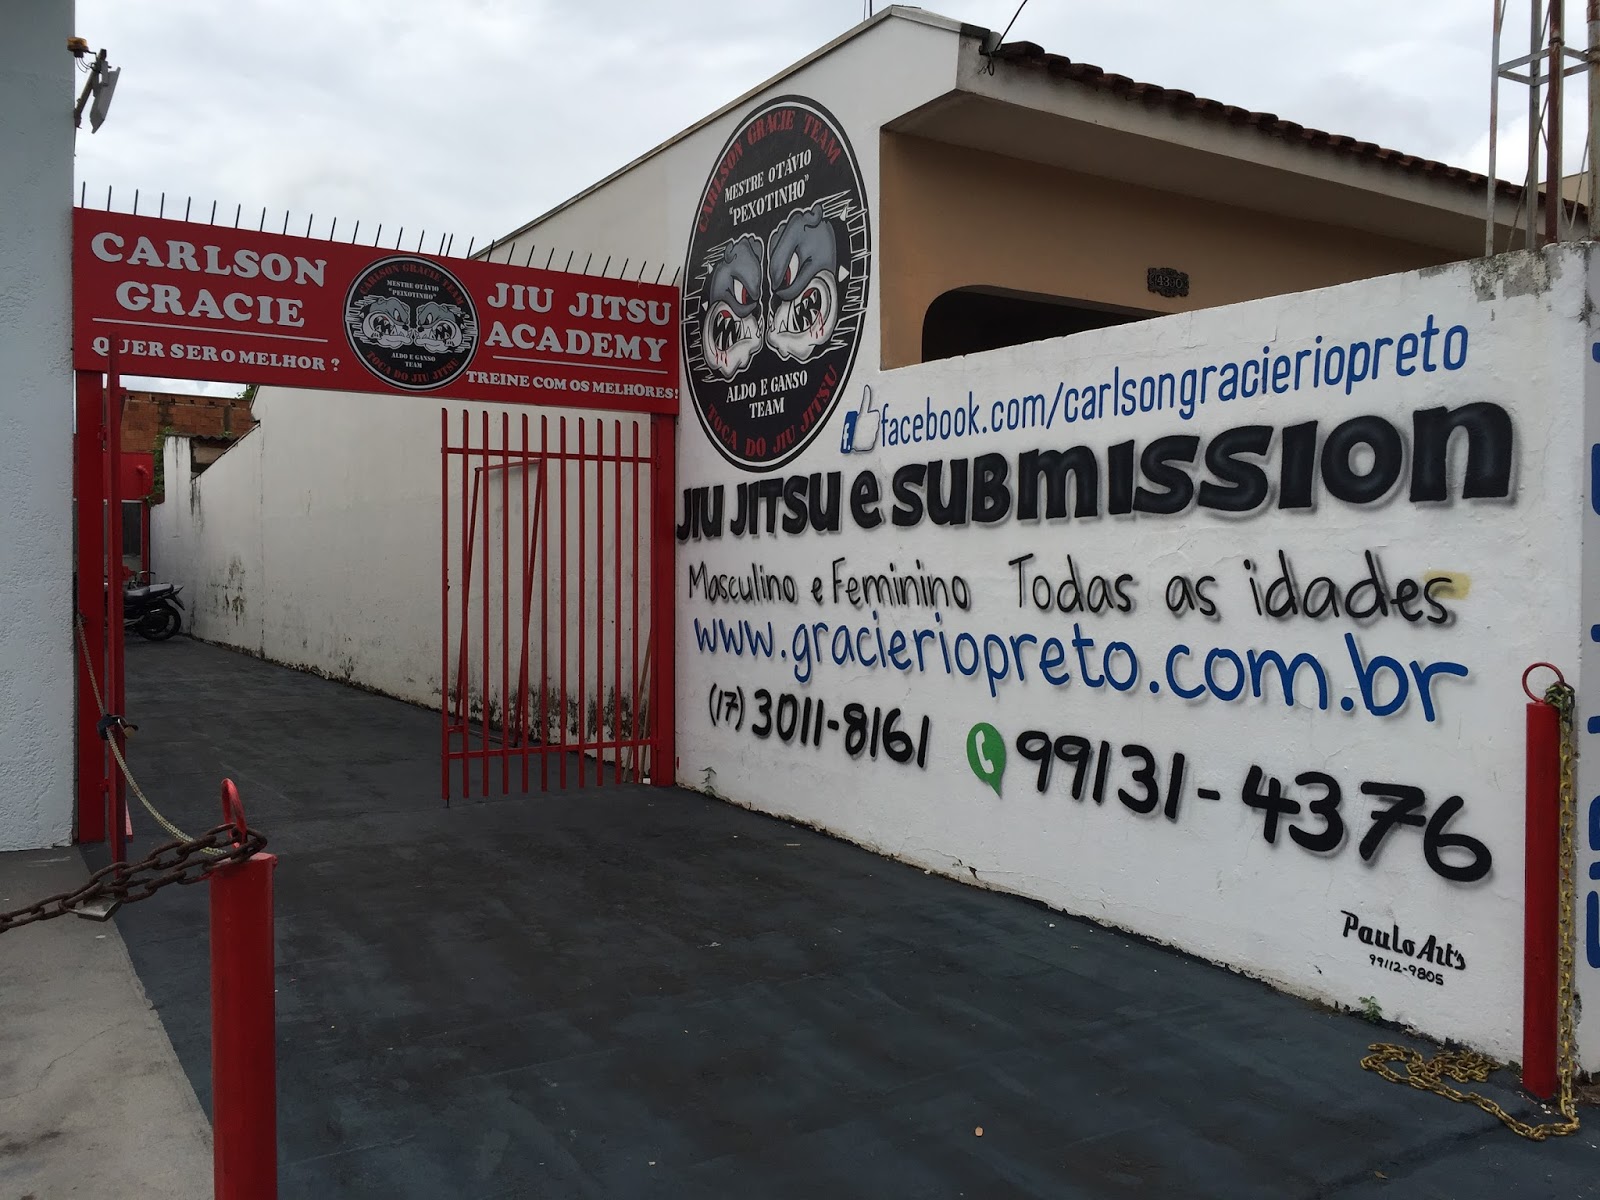 CARLSON
GRACIE
QUER SER O MELHOR ?
CARLSON GRACIE TEAM
MESTRE OTÁVIO
"PEIXOTINHO"
ALDO E GANSO
TEAM
TOCA DO JIU JITSU
JIU JITSU
ACADEMY
TREINE COM OS MELHORES!
CARLSON GRACIE TEAM
MESTRE OTÁVIO
"PEXOTINHO"
ALDO E GANSO
TEAM
TOCA DO JIU JITSU
4390
f facebook.com/carlsongracieriopreto
JIU JITSU e SUBMISSION
Masculino e Feminino Todas as idades
www.gracieriopreto.com.br
(17) 3011-8161 99131-4376
Paulo Art's
99112-9805